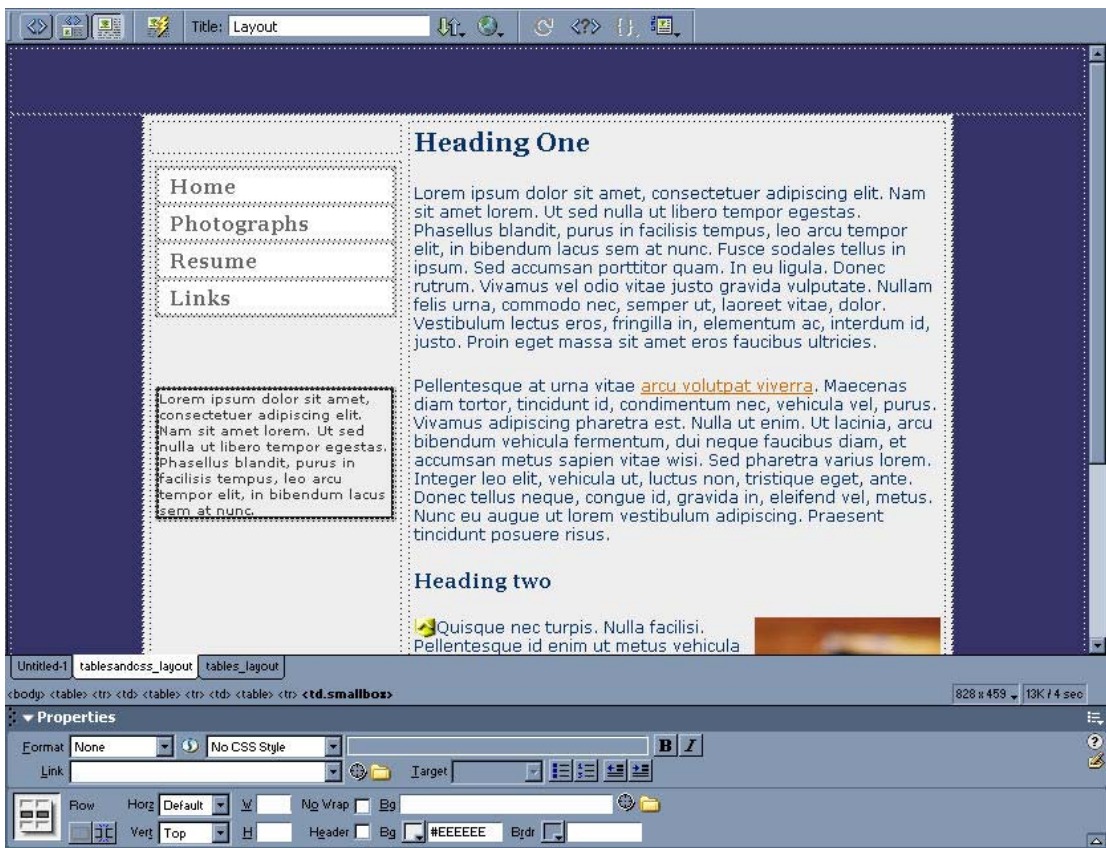 Title: Layout
Heading One
Home
Photographs
Resume
Links
Lorem ipsum dolor sit amet,
consectetuer adipiscing elit.
Nam sit amet lorem. Ut sed
nulla ut libero tempor egestas.
Phasellus blandit, purus in
facilisis tempus, leo arcu
tempor elit, in bibendum lacus
sem at nunc.
Lorem ipsum dolor sit amet, consectetuer adipiscing elit. Nam
sit amet lorem. Ut sed nulla ut libero tempor egestas.
Phasellus blandit, purus in facilisis tempus, leo arcu tempor
elit, in bibendum lacus sem at nunc. Fusce sodales tellus in
ipsum. Sed accumsan porttitor quam. In eu ligula. Donec
rutrum. Vivamus vel odio vitae justo gravida vulputate. Nullam
felis urna, commodo nec, semper ut, laoreet vitae, dolor.
Vestibulum lectus eros, fringilla in, elementum ac, interdum id,
justo. Proin eget massa sit amet eros faucibus ultricies.
Pellentesque at urna vitae arcu volutpat viverra. Maecenas
diam tortor, tincidunt id, condimentum nec, vehicula vel, purus.
Vivamus adipiscing pharetra est. Nulla ut enim. Ut lacinia, arcu
bibendum vehicula fermentum, dui neque faucibus diam, et
accumsan metus sapien vitae wisi. Sed pharetra varius lorem.
Integer leo elit, vehicula ut, luctus non, tristique eget, ante.
Donec tellus neque, congue id, gravida in, eleifend vel, metus.
Nunc eu augue ut lorem vestibulum adipiscing. Praesent
tincidunt posuere risus.
Heading two
Quisque nec turpis. Nulla facilisi.
Pellentesque id enim ut metus vehicula
Untitled-1 tablesandcss_layout tables_layout
<body> <table> <tr> <td> <table> <tr> <td> <table> <tr> <td.smallbox> 828 x 459 13K / 4 sec
Properties
Format None No CSS Style B I
Link Target
Row Horz Default W No Wrap Bg
Vert Top H Header Bg #EEEEEE Brdr